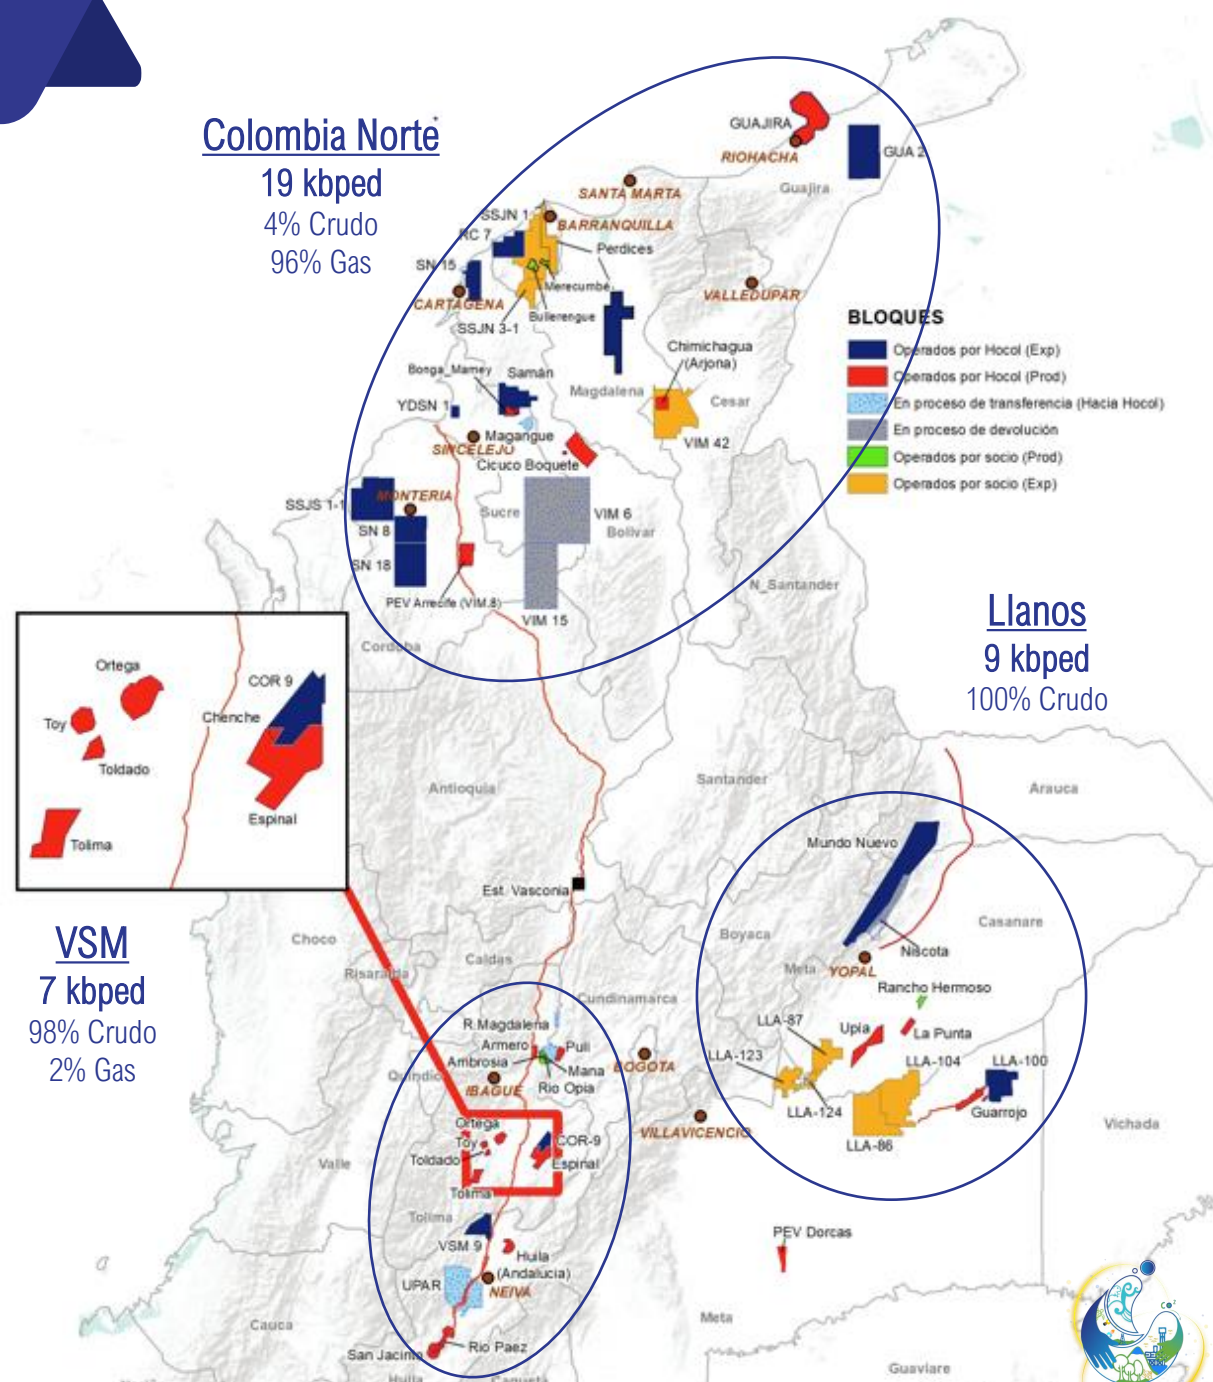 Colombia Norte*
19 kbped
4% Crudo
96% Gas
GUAJIRA
RIOHACHA
GUA 2
Guajira
SANTA MARTA
SSJN 1
BARRANQUILLA
RC 7
Perdices
SN 15
Merecumbé
CARTAGENA
Bullerengue
SSJN 3-1
VALLEDUPAR
BLOQUES
Operados por Hocol (Exp)
Operados por Hocol (Prod)
En proceso de transferencia (Hacia Hocol)
En proceso de devolución
Operados por socio (Prod)
Operados por socio (Exp)
Chimichagua
(Arjona)
Bonga_Mamey
Samán
Magdalena
Cesar
YDSN 1
Magangue
SINCELEJO
VIM 42
Cicuco Boquete
SSJS 1-1
MONTERIA
Sucre
VIM 6
SN 8
Bolivar
SN 18
PEV Arrecife (VIM.8)
VIM 15
N_Santander
Cordoba
Llanos
9 kbped
100% Crudo
Ortega
COR 9
Chenche
Toy
Toldado
Espinal
Tolima
Antioquia
Santander
Arauca
Mundo Nuevo
Est. Vasconia
Casanare
Boyaca
Niscota
Choco
Caldas
Meta
YOPAL
Risaralda
Rancho Hermoso
Cundinamarca
VSM
7 kbped
98% Crudo
2% Gas
R.Magdalena
Armero
Puli
Ambrosia
Mana
BOGOTA
Quindio
IBAGUE
Rio Opia
LLA-87
Upia
La Punta
LLA-123
LLA-104
LLA-100
LLA-124
Guarrojo
LLA-86
VILLAVICENCIO
Vichada
Ortega
Toy
COR-9
Toldado
Espinal
Valle
Tolima
Tolima
VSM 9
Huila
(Andalucia)
UPAR
NEIVA
PEV Dorcas
Cauca
Meta
San Jacinto
Rio Paez
Guaviare
Huila
Caqueta